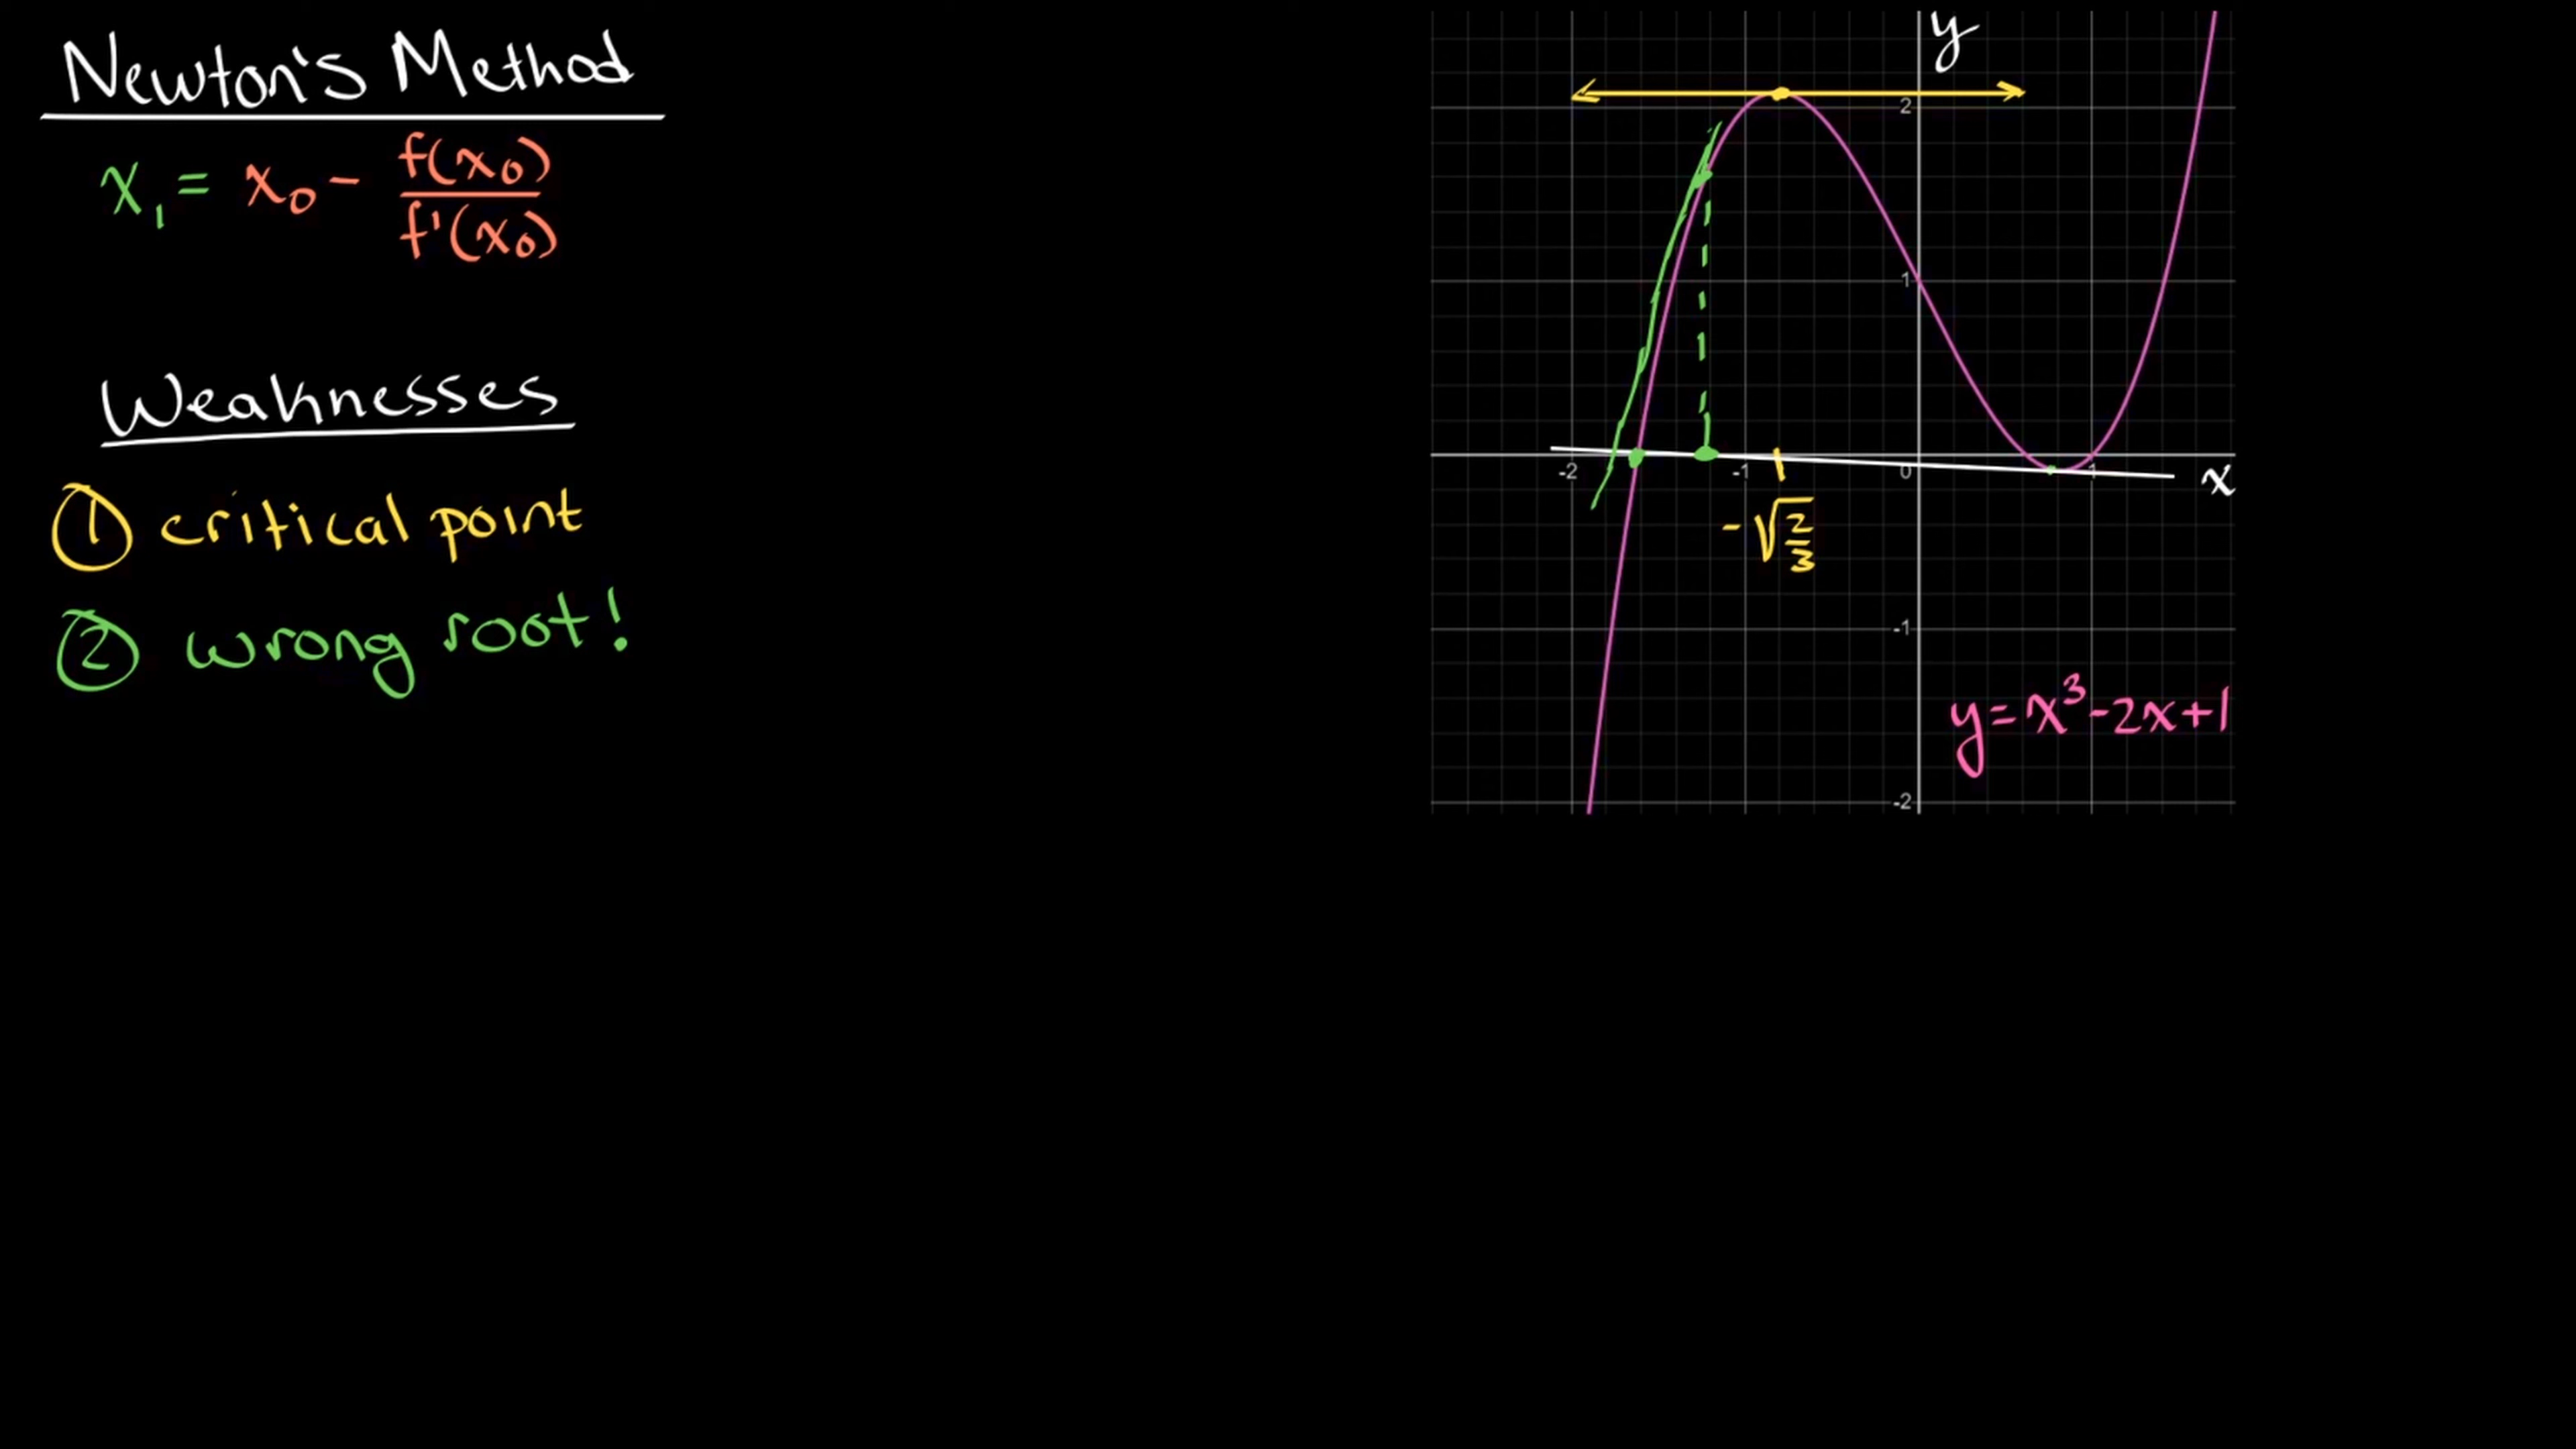 Newton's Method
x₁ = x₀ - f(x₀)/f'(x₀)
Weaknesses
① critical point
② wrong root!
y
2
1
-2 -1 0 1 x
-√(2/3)
-1
y=x³-2x+1
-2